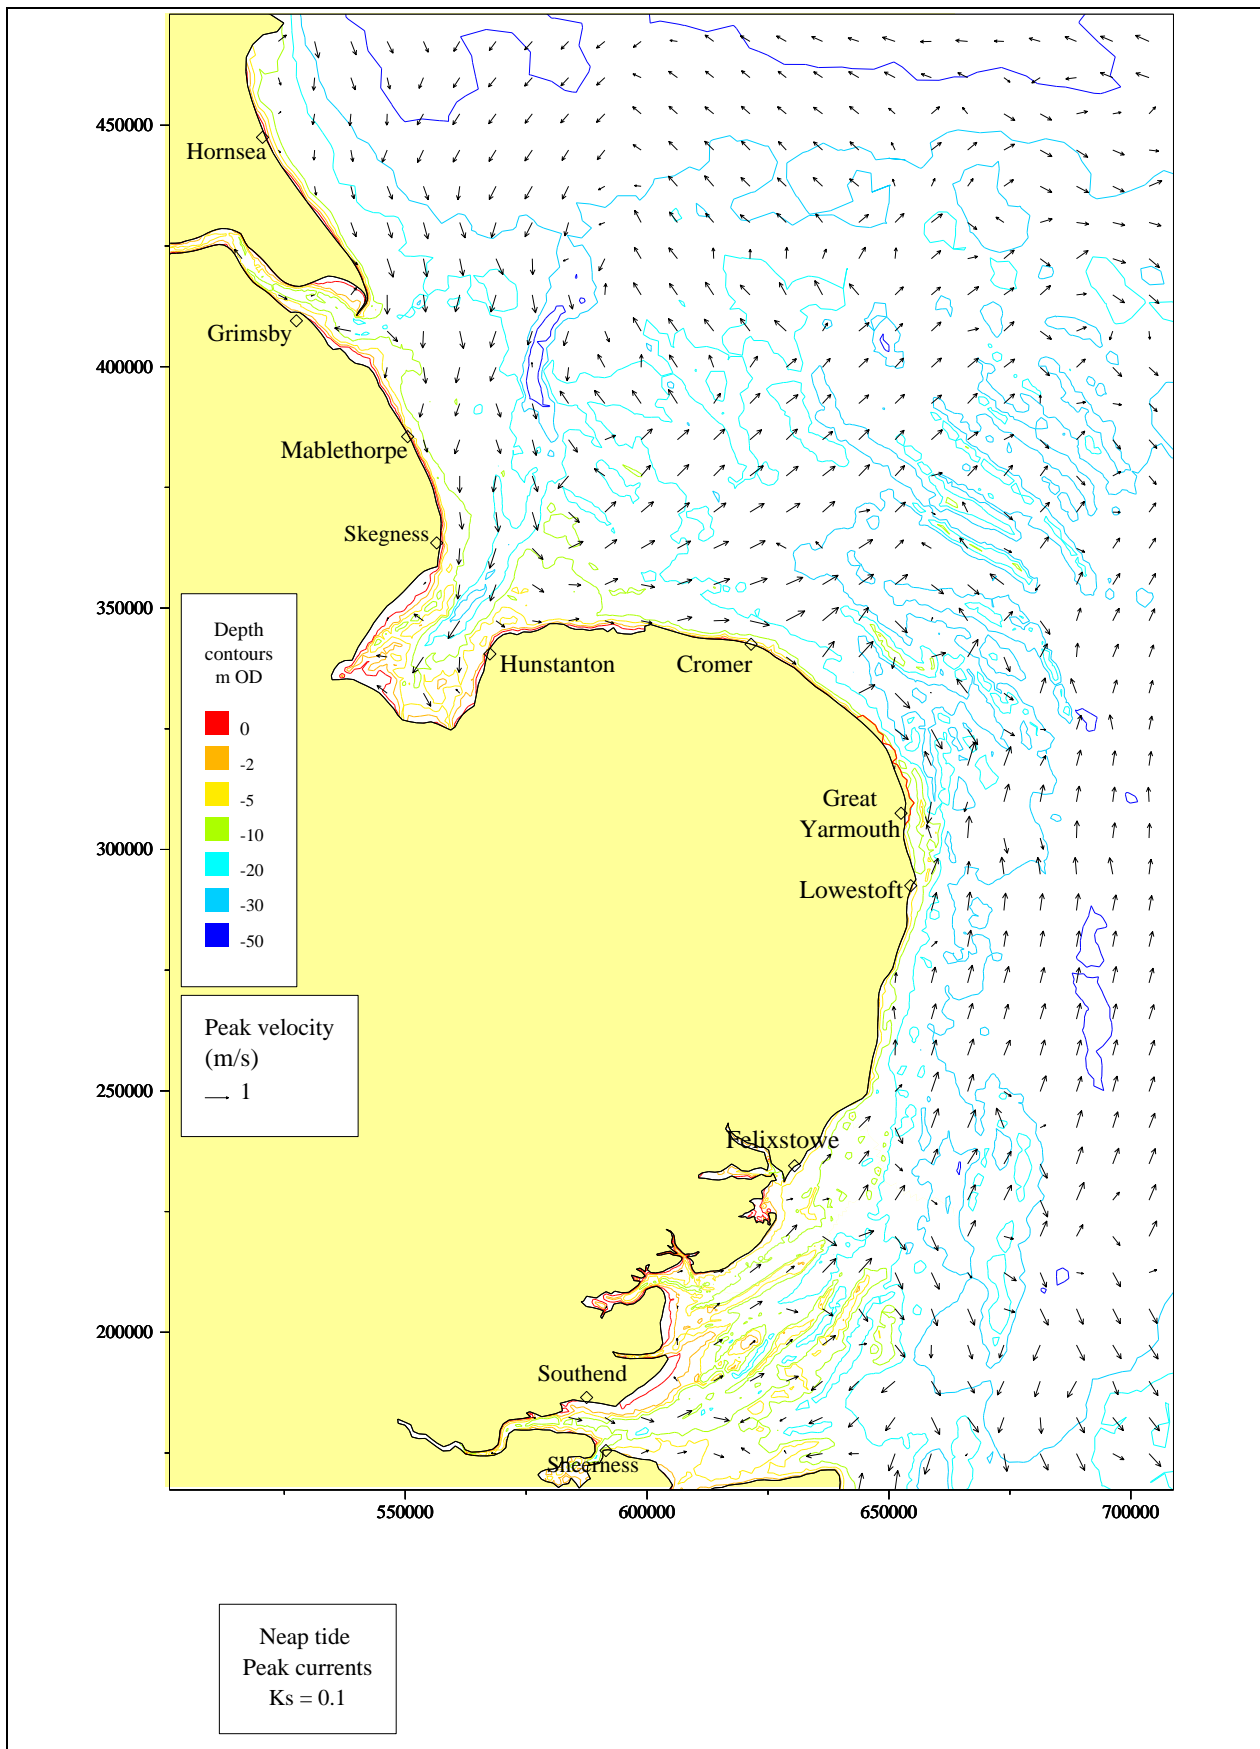 450000
Hornsea
Grimsby
400000
Mablethorpe
Skegness
350000
Depth
contours
m OD
0
-2
-5
-10
-20
-30
-50
Hunstanton
Cromer
Great
Yarmouth
300000
Lowestoft
Peak velocity
(m/s)
1
250000
Felixstowe
200000
Southend
Sheerness
550000
600000
650000
700000
Neap tide
Peak currents
Ks = 0.1